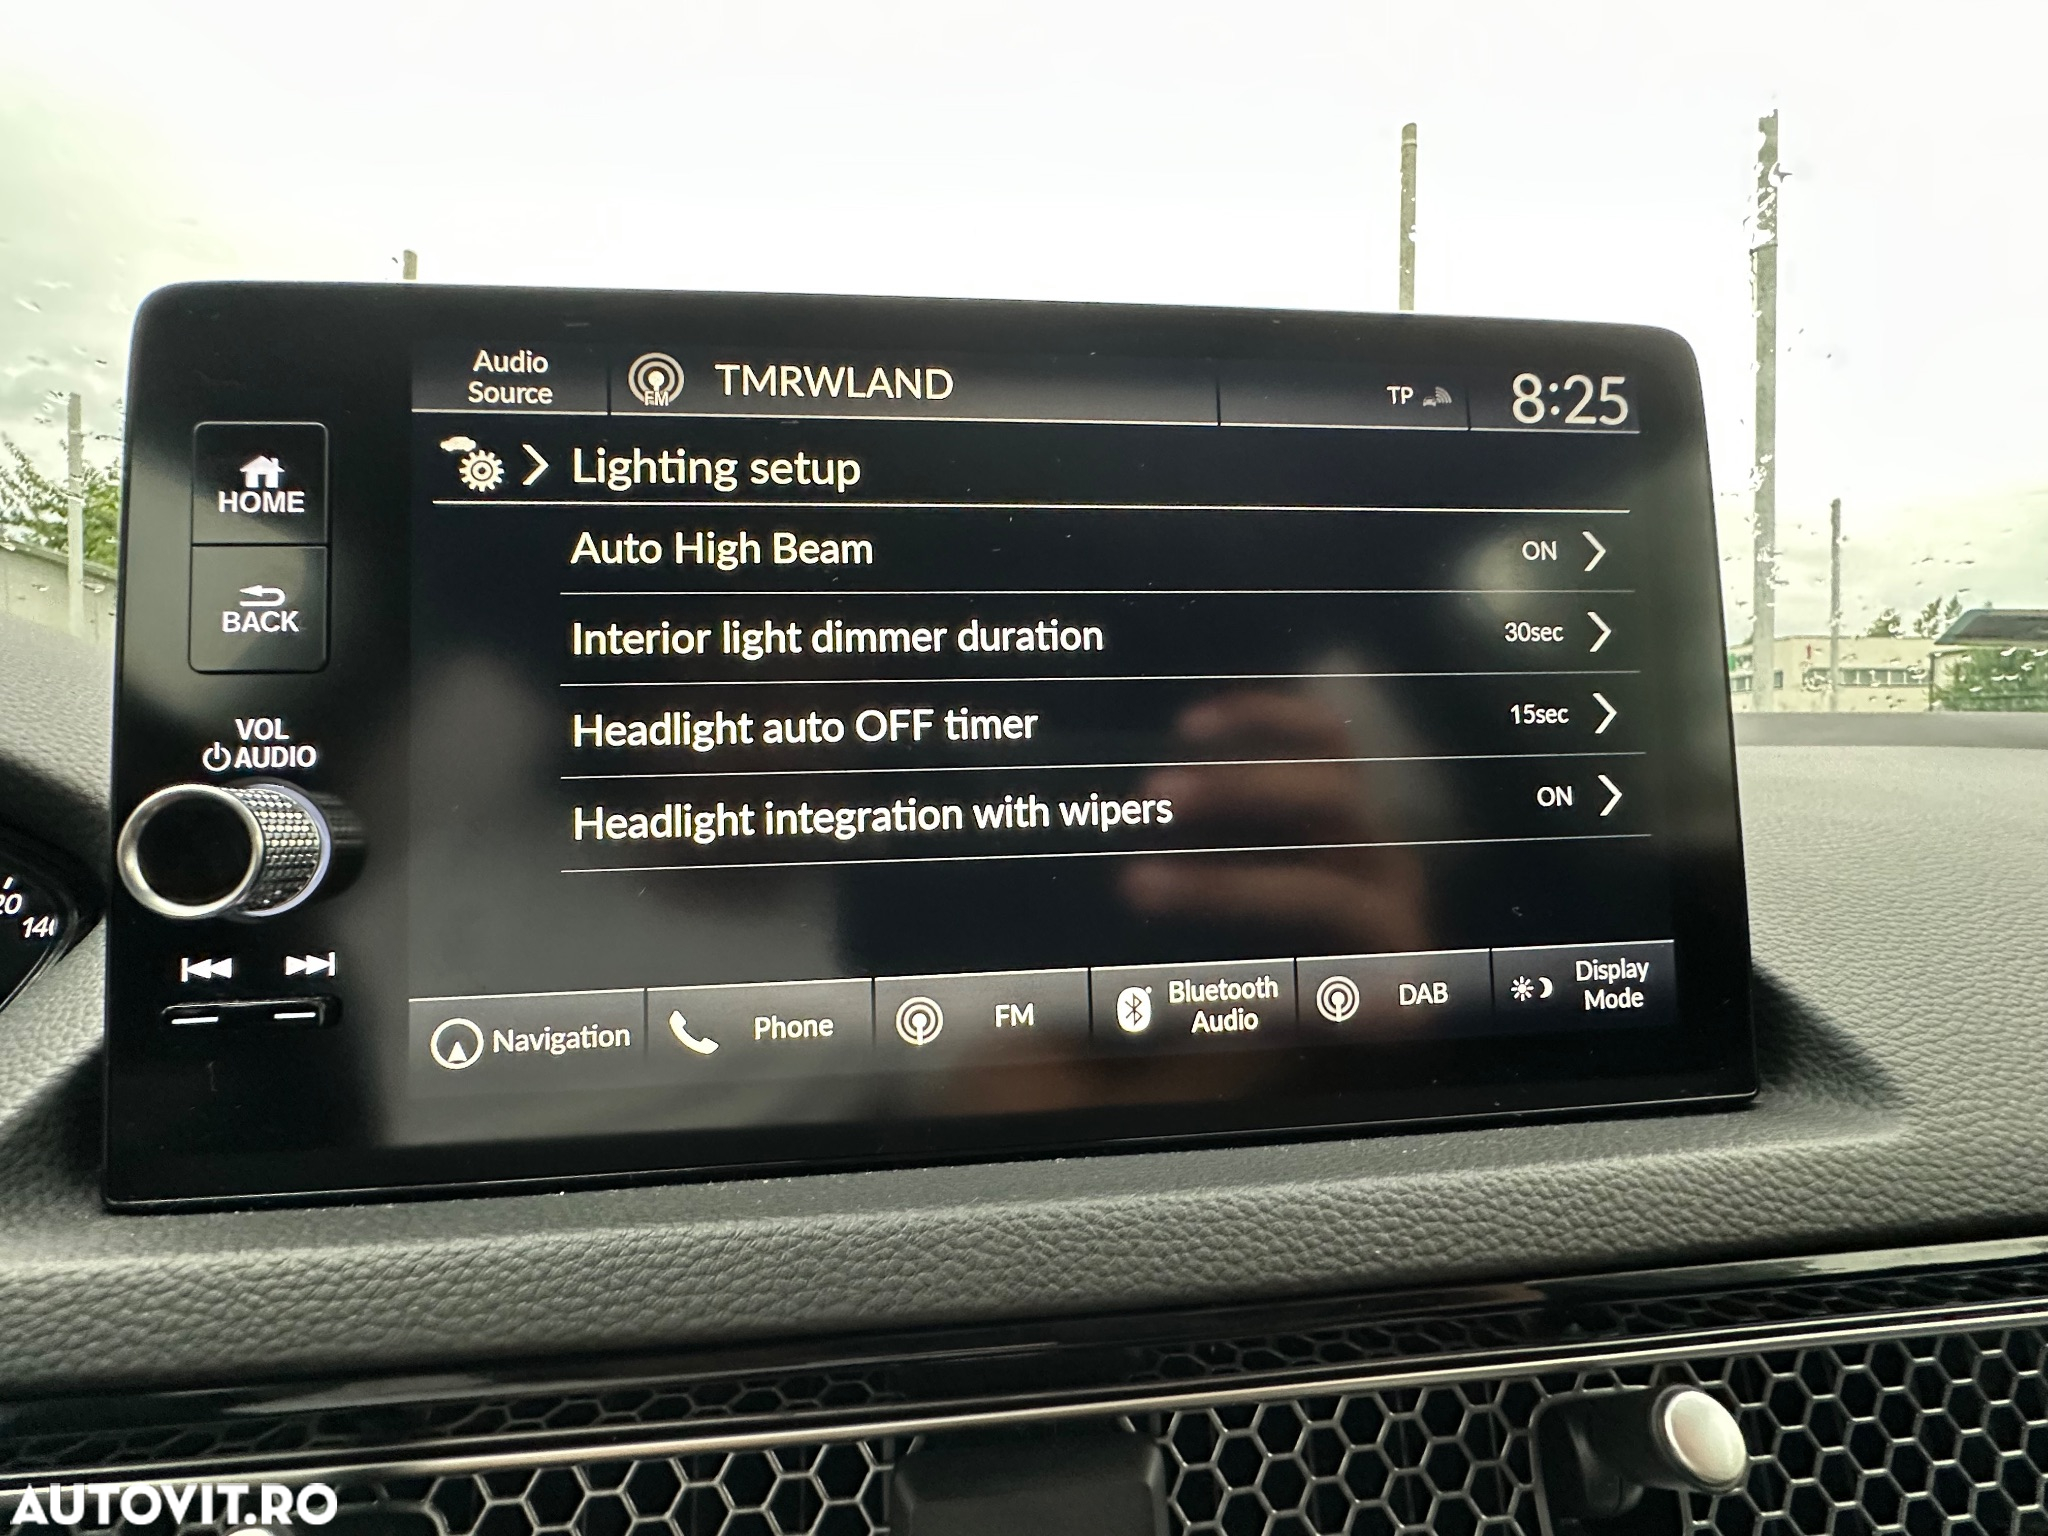 Audio
Source
FM
TMRWLAND
TP
8:25
HOME
BACK
VOL
AUDIO
Lighting setup
Auto High Beam ON
Interior light dimmer duration 30sec
Headlight auto OFF timer 15sec
Headlight integration with wipers ON
Navigation
Phone
FM
Bluetooth
Audio
DAB
Display
Mode
AUTOVIT.RO